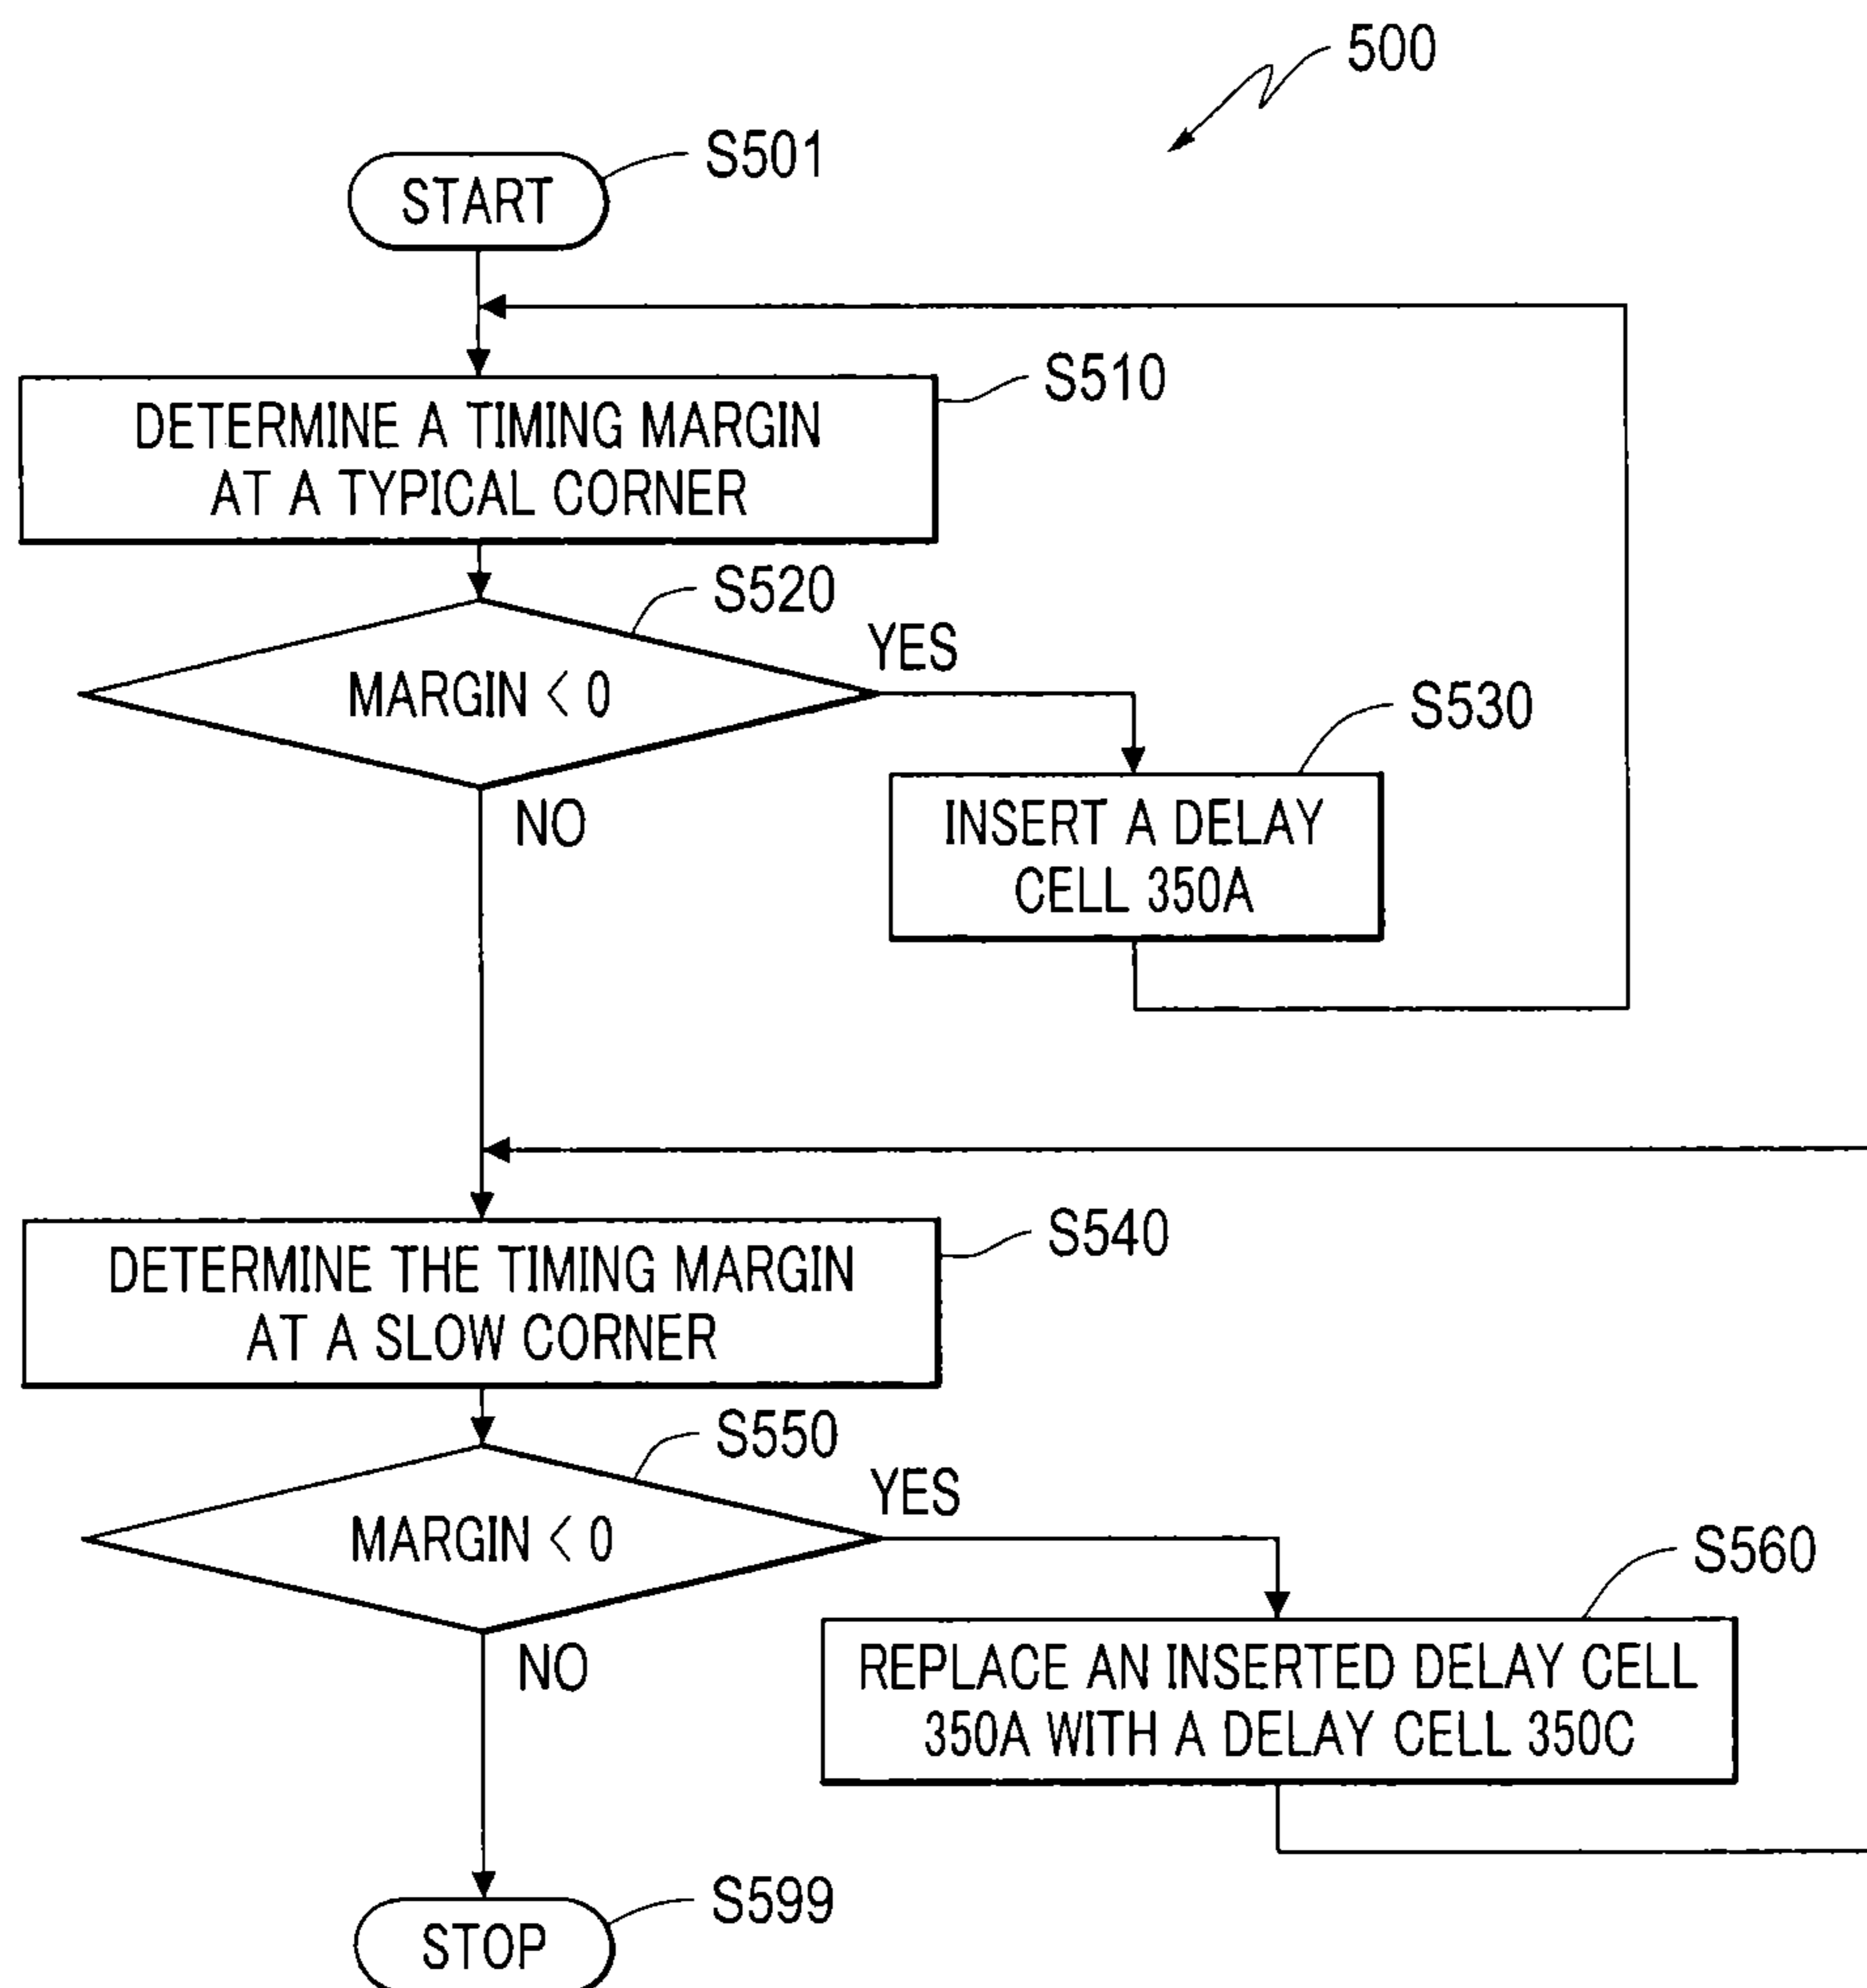 500
START
S501
DETERMINE A TIMING MARGIN
AT A TYPICAL CORNER
S510
S520
MARGIN < 0
YES
NO
S530
INSERT A DELAY
CELL 350A
DETERMINE THE TIMING MARGIN
AT A SLOW CORNER
S540
S550
MARGIN < 0
YES
NO
S560
REPLACE AN INSERTED DELAY CELL
350A WITH A DELAY CELL 350C
STOP
S599